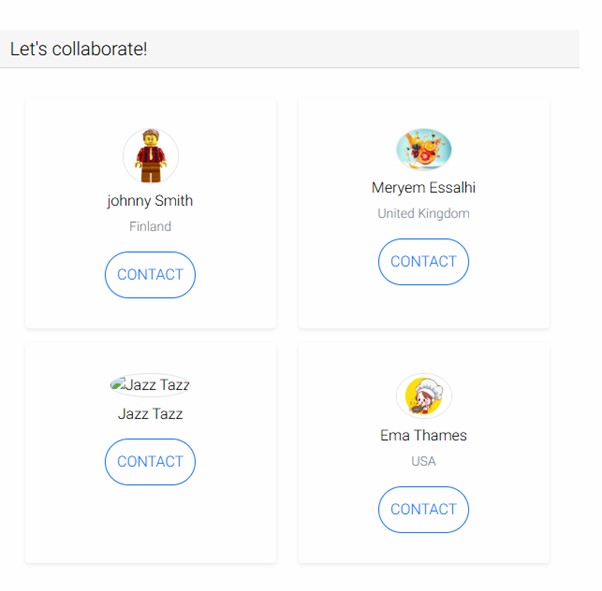 Let's collaborate!
johnny Smith
Finland
CONTACT
Meryem Essalhi
United Kingdom
CONTACT
Jazz Tazz
Jazz Tazz
CONTACT
Ema Thames
USA
CONTACT